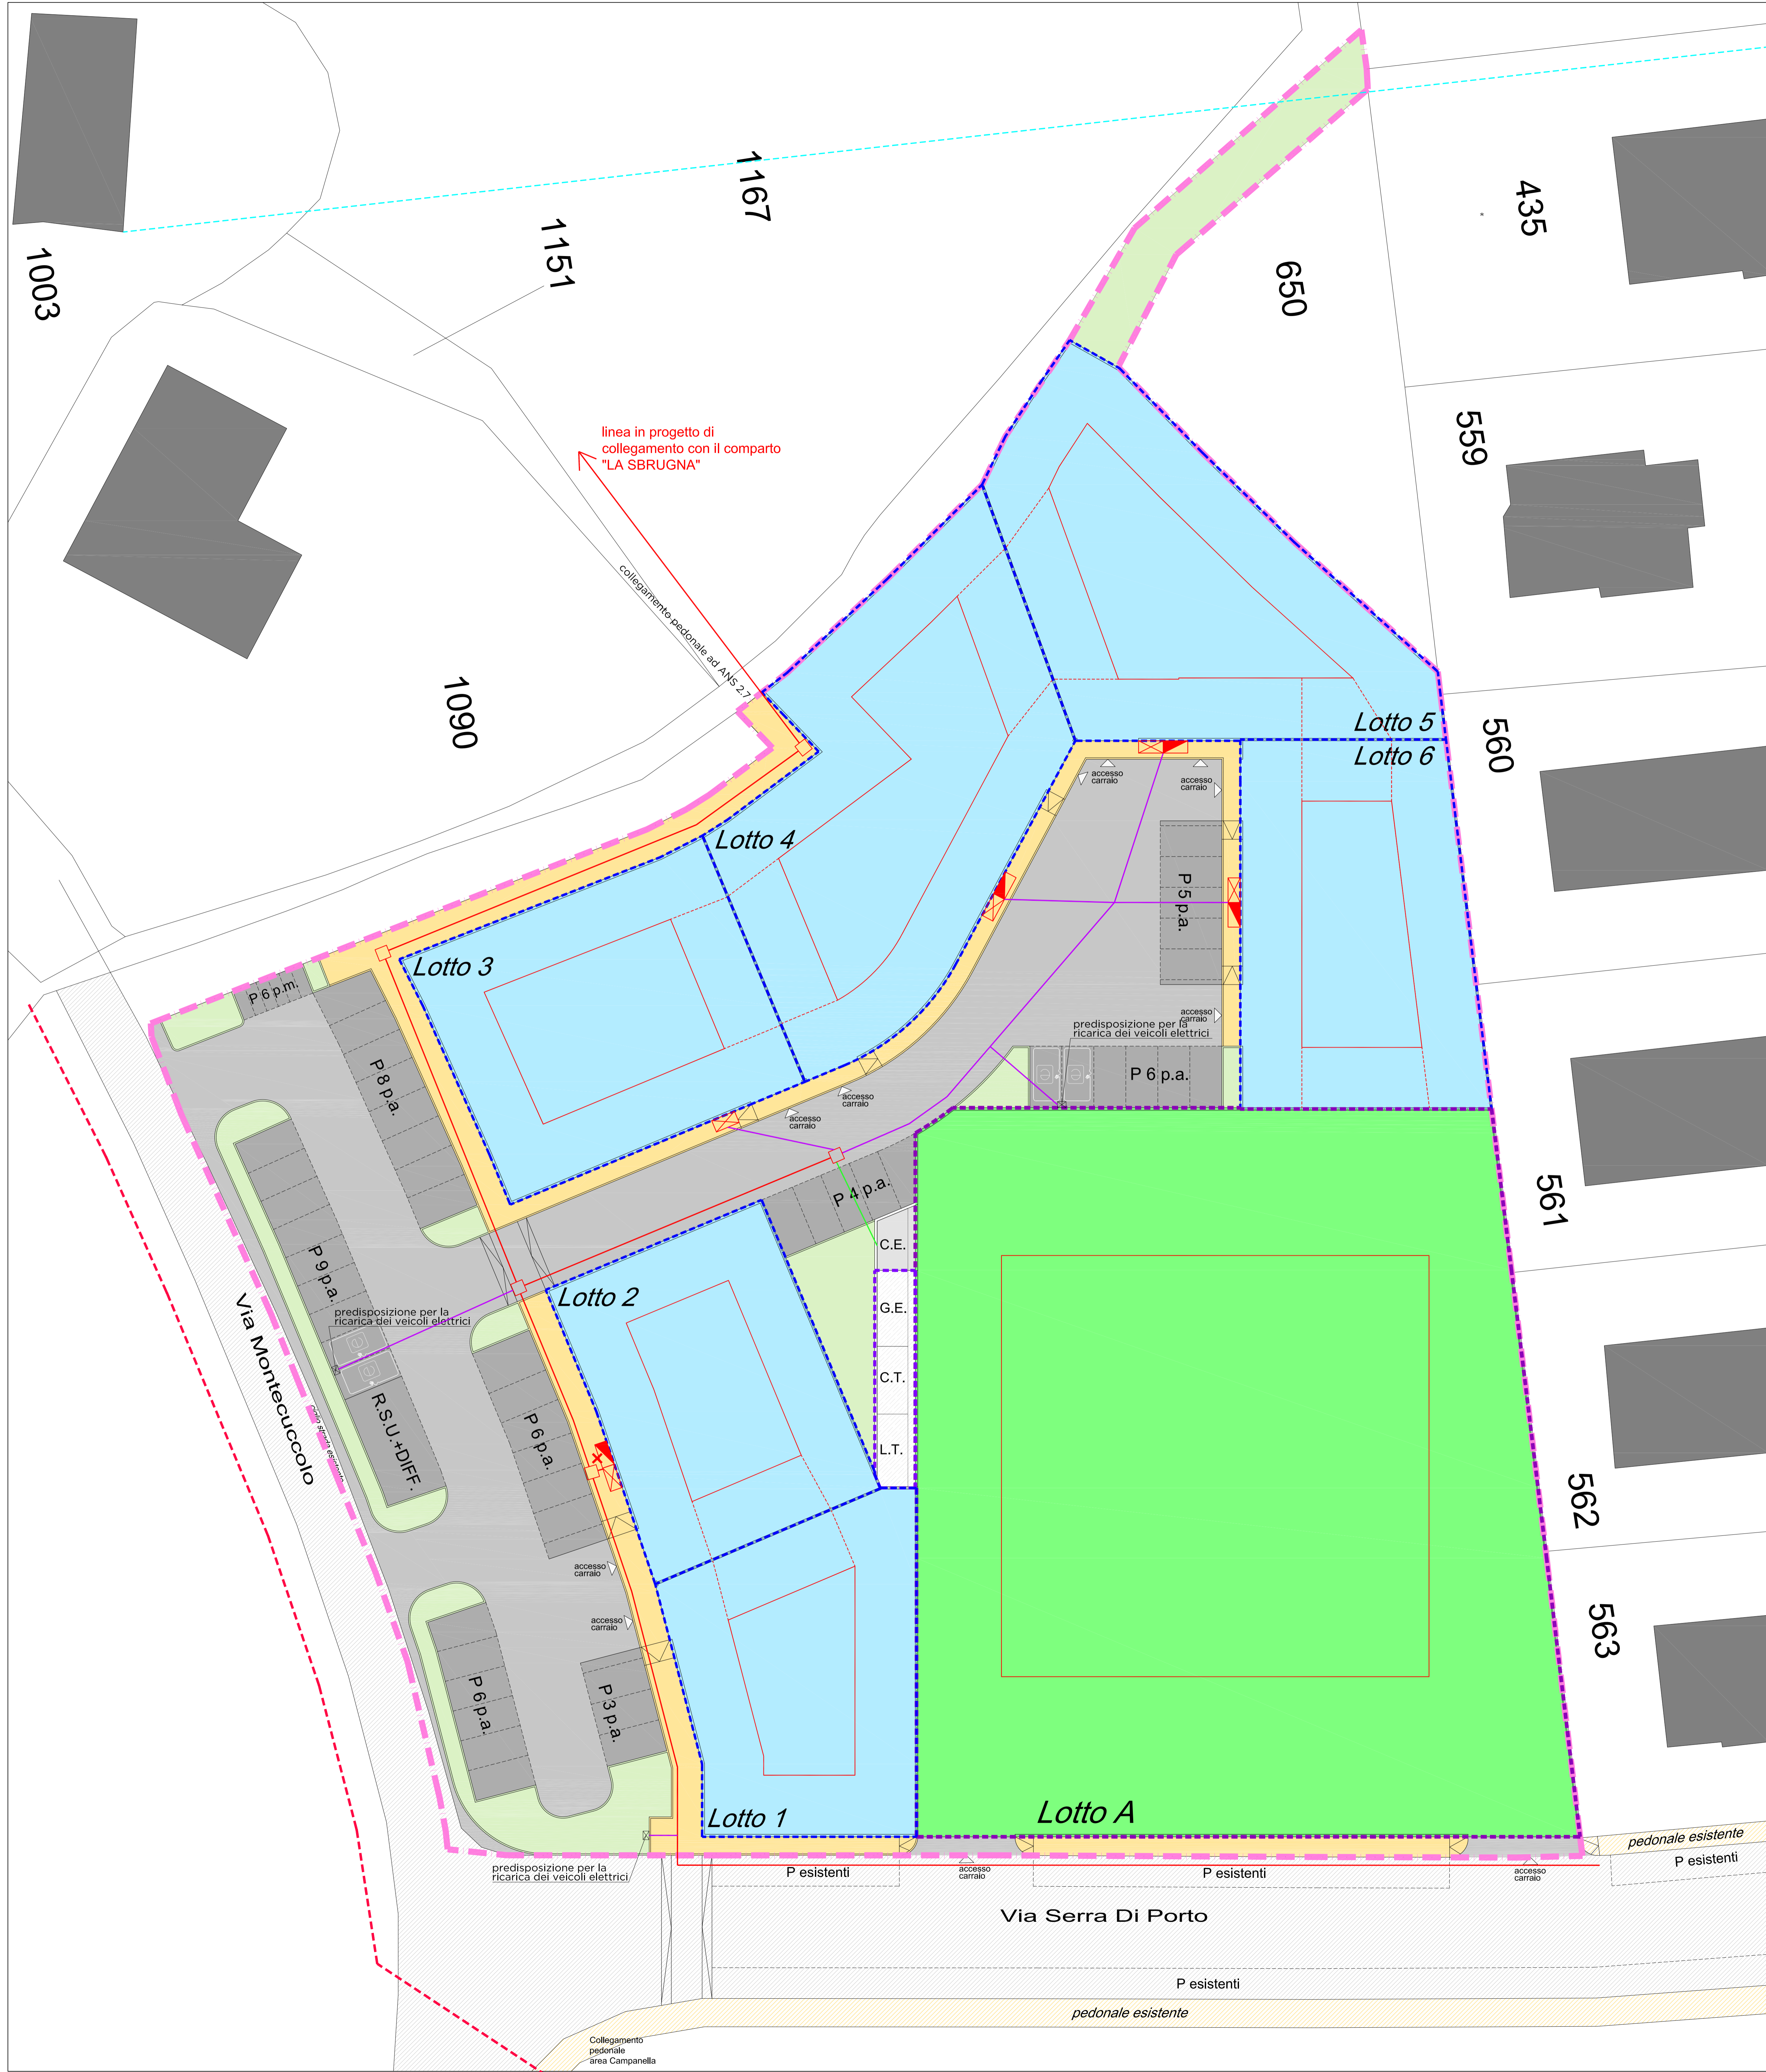 1003
1151
1167
435
650
559
linea in progetto di
collegamento con il comparto
"LA SBRUGNA"
collegamento pedonale ad ANS 2.7
1090
560
Lotto 5
Lotto 6
accesso
carraio
accesso
carraio
Lotto 4
P 5 p.a.
Lotto 3
P 6 p.m.
accesso
carraio
predisposizione per la
ricarica dei veicoli elettrici
P 8 p.a.
P 6 p.a.
accesso
carraio
accesso
carraio
561
P 4 p.a.
C.E.
P 9 p.a.
G.E.
Lotto 2
predisposizione per la
ricarica dei veicoli elettrici
Via Montecuccolo
C.T.
R.S.U.+DIFF.
P 6 p.a.
L.T.
562
accesso
carraio
accesso
carraio
563
P 6 p.a.
P 3 p.a.
Lotto 1
Lotto A
pedonale esistente
P esistenti
predisposizione per la
ricarica dei veicoli elettrici
P esistenti
accesso
carraio
P esistenti
accesso
carraio
Via Serra Di Porto
P esistenti
pedonale esistente
Collegamento
pedonale
area Campanella